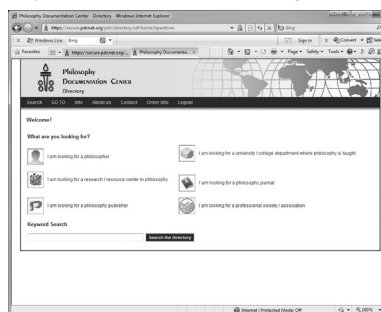 Philosophy Documentation Center - Directory - Windows Internet Explorer
https://secure.pdcnet.org/
Bing
Windows Live Bing
Sign in
Convert
Favorites https://secure.pdcnet.org/... Philosophy Documenta...
Page Safety Tools
Philosophy
DOCUMENTATION CENTER
Directory
Search GO TO Info About us Contact Order Info Logout
Welcome!
What are you looking for?
I am looking for a philosopher
I am looking for a university / college department where philosophy is taught
I am looking for a research / resource center in philosophy
I am looking for a philosophy journal
I am looking for a philosophy publisher
I am looking for a professional society / association
Keyword Search
Search the Directory
Internet | Protected Mode: Off
100%